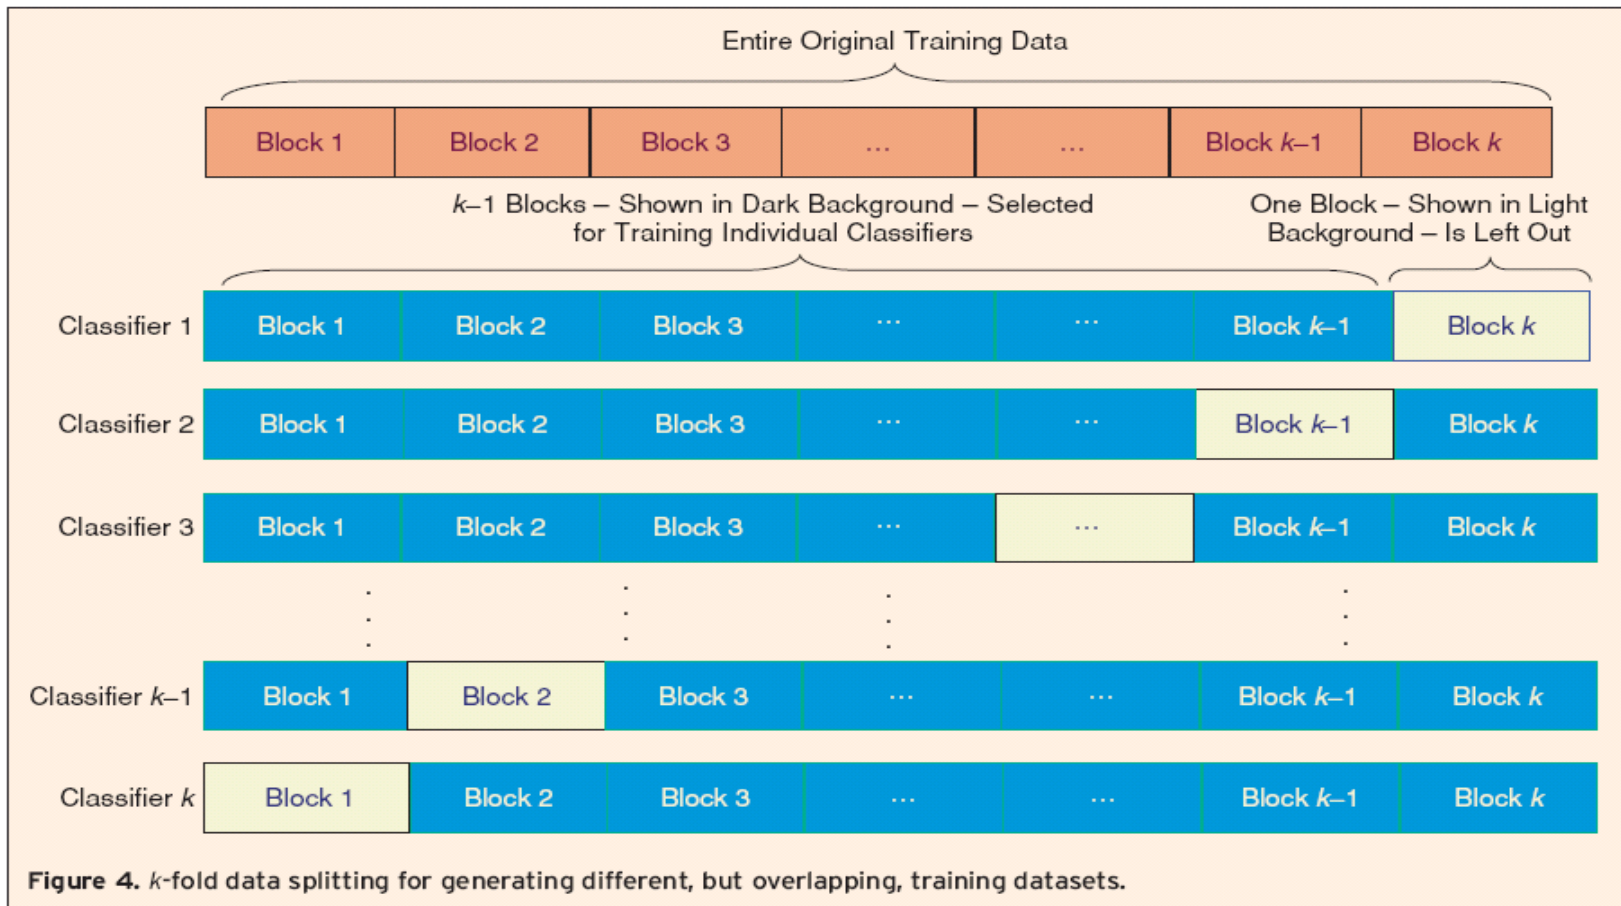 Entire Original Training Data
Block 1 Block 2 Block 3 ... ... Block k–1 Block k
k–1 Blocks – Shown in Dark Background – Selected
for Training Individual Classifiers
One Block – Shown in Light
Background – Is Left Out
Classifier 1 Block 1 Block 2 Block 3 ... ... Block k–1 Block k
Classifier 2 Block 1 Block 2 Block 3 ... ... Block k–1 Block k
Classifier 3 Block 1 Block 2 Block 3 ... ... Block k–1 Block k
Classifier k–1 Block 1 Block 2 Block 3 ... ... Block k–1 Block k
Classifier k Block 1 Block 2 Block 3 ... ... Block k–1 Block k
Figure 4. k-fold data splitting for generating different, but overlapping, training datasets.